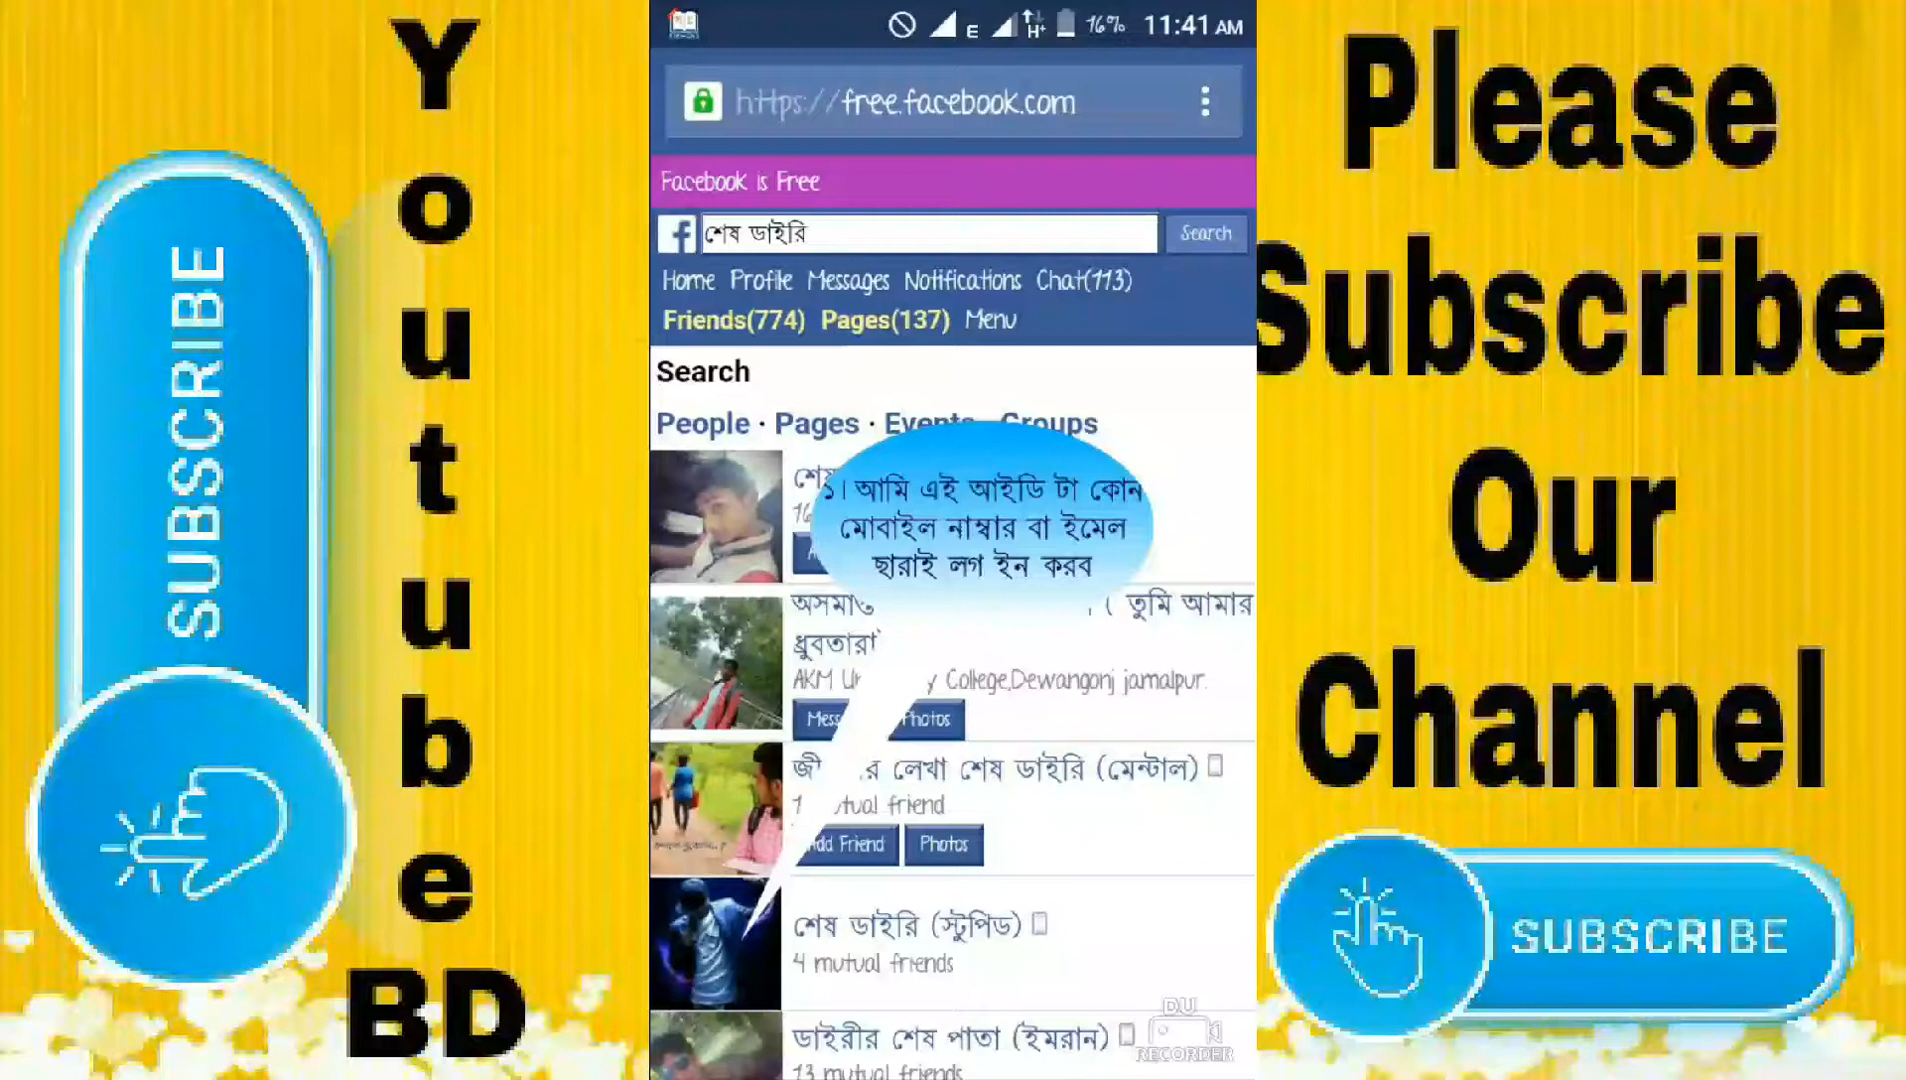 Youtube
BD
SUBSCRIBE
16% 11:41 AM
https://free.facebook.com
Facebook is Free
শেষ ডাইরি
Search
Home Profile Messages Notifications Chat(113)
Friends(774) Pages(137) Menu
Search
People · Pages · Events Groups
১। আমি এই আইডি টা কোন
মোবাইল নাম্বার বা ইমেল
ছারাই লগ ইন করব
তুমি আমার
AKM College,Dewangonj jamalpur.
Photos
লেখা শেষ ডাইরি (মেন্টাল)
friend
Friend Photos
শেষ ডাইরি (স্টুপিড)
4 mutual friends
ডাইরীর শেষ পাতা (ইমরান)
13 mutual friends
DU
RECORDER
Please
Subscribe
Our
Channel
SUBSCRIBE